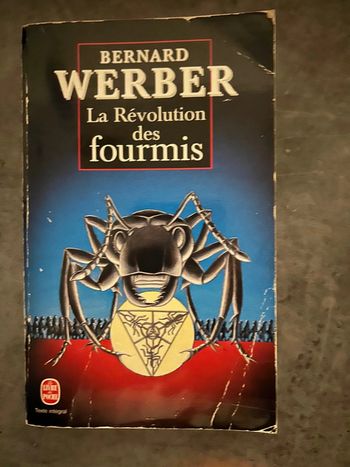 BERNARD
WERBER
La Révolution
des
fourmis
LE LIVRE
DE POCHE
Texte intégral